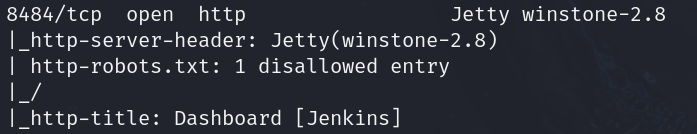 8484/tcp  open  http                 Jetty winstone-2.8
|_http-server-header: Jetty(winstone-2.8)
| http-robots.txt: 1 disallowed entry
|_/
|_http-title: Dashboard [Jenkins]